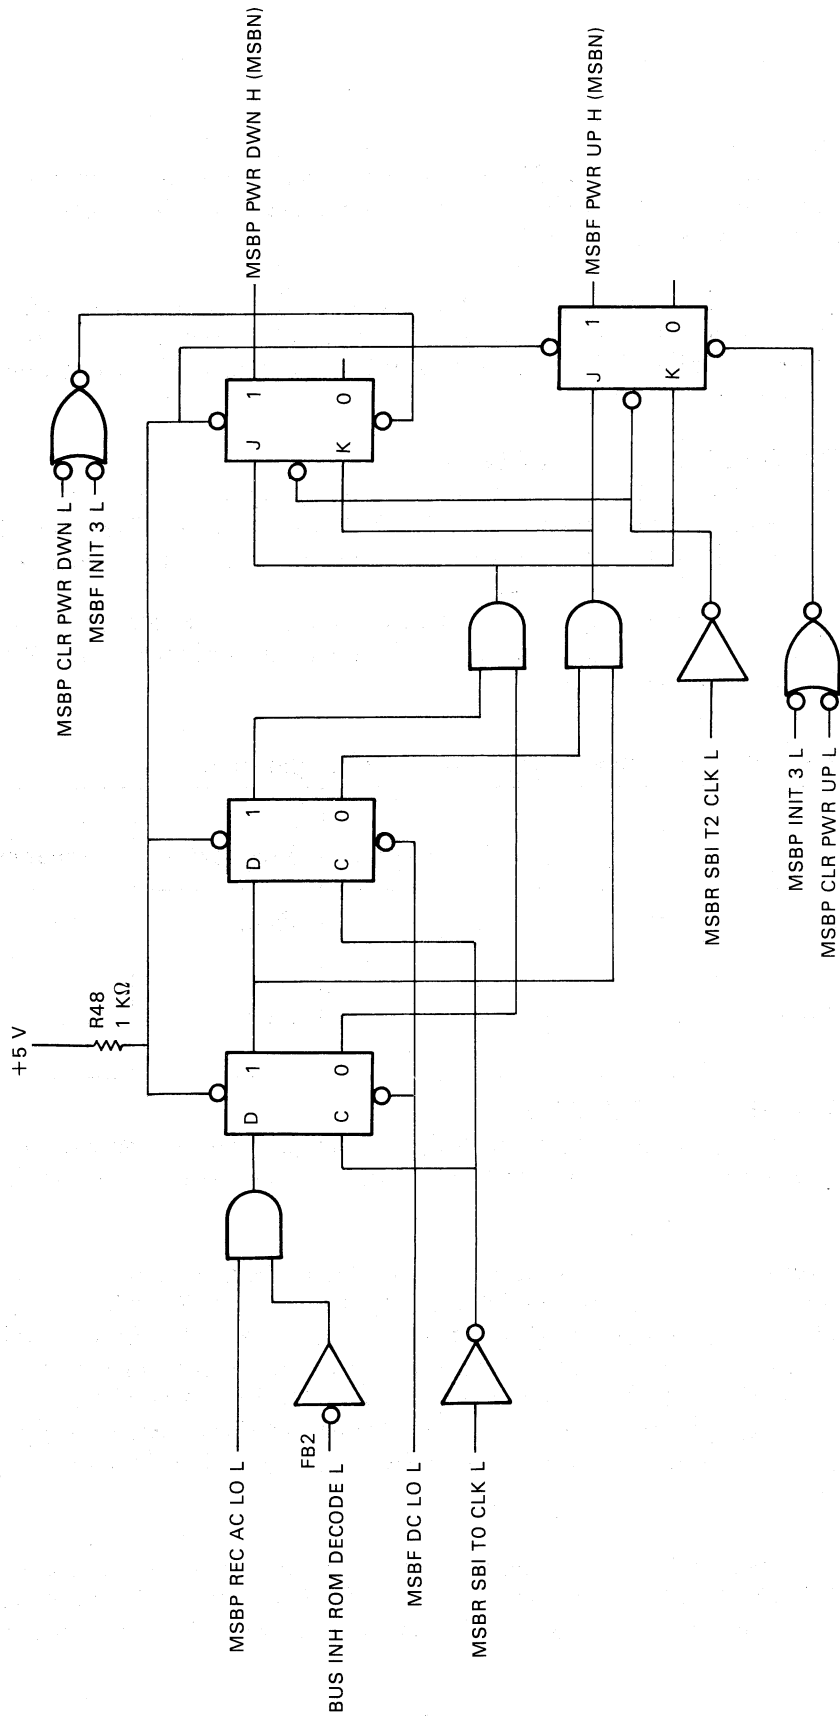 +5 V
MSBP CLR PWR DWN L
MSBF INIT 3 L
R48
1 KΩ
MSBP REC AC LO L
D 1
D 1
J 1
MSBP PWR DWN H (MSBN)
FB2
BUS INH ROM DECODE L
C 0
C 0
K 0
MSBF DC LO L
MSBR SBI T0 CLK L
J 1
MSBF PWR UP H (MSBN)
K 0
MSBR SBI T2 CLK L
MSBP INIT 3 L
MSBP CLR PWR UP L